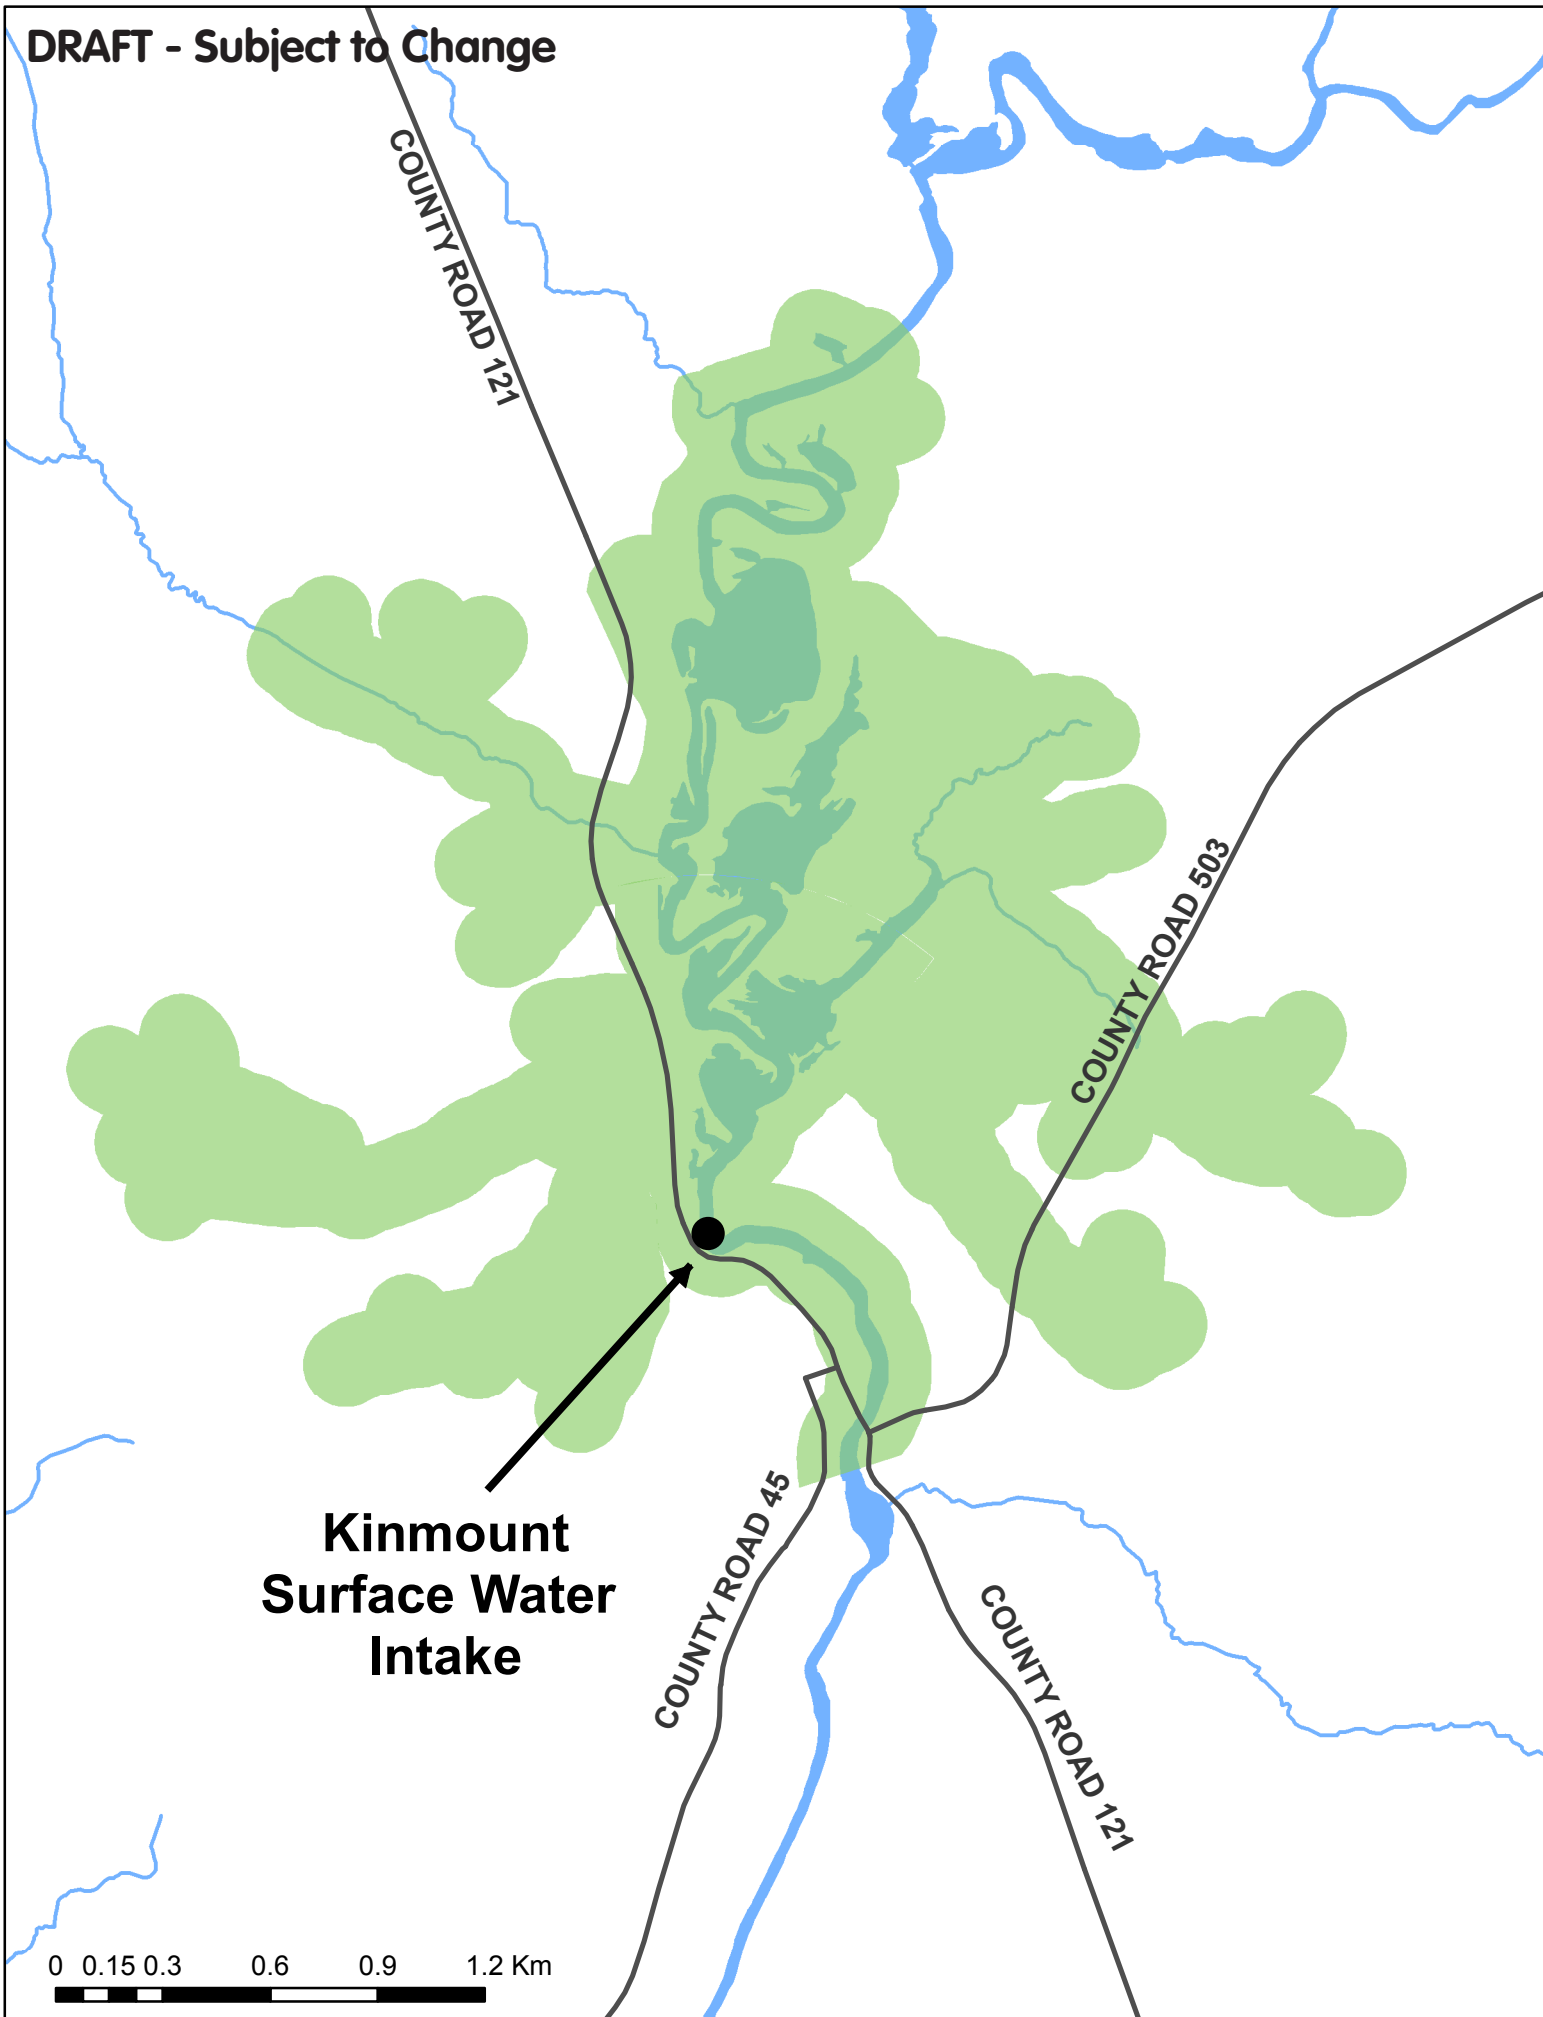 DRAFT - Subject to Change
COUNTY ROAD 121
COUNTY ROAD 503
COUNTY ROAD 45
Kinmount
Surface Water
Intake
COUNTY ROAD 121
0 0.15 0.3 0.6 0.9 1.2 Km